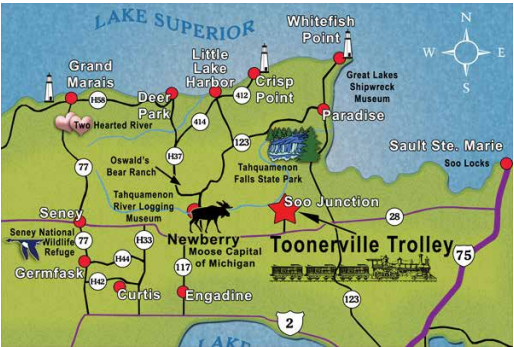 LAKE SUPERIOR
Whitefish
Point
N
W
E
S
Grand
Marais
Little
Lake
Harbor
Crisp
Point
Great Lakes
Shipwreck
Museum
Deer
Park
H58
412
Two Hearted River
414
Paradise
123
Sault Ste. Marie
Soo Locks
H37
Oswald's
Bear Ranch
77
Tahquamenon
Falls State Park
Tahquamenon
River Logging
Museum
Soo Junction
Seney
28
Seney National
Wildlife
Refuge
77
H33
Newberry
Moose Capital
of Michigan
Toonerville Trolley
75
H44
Germfask
117
H42
Curtis
Engadine
123
2
LAKE